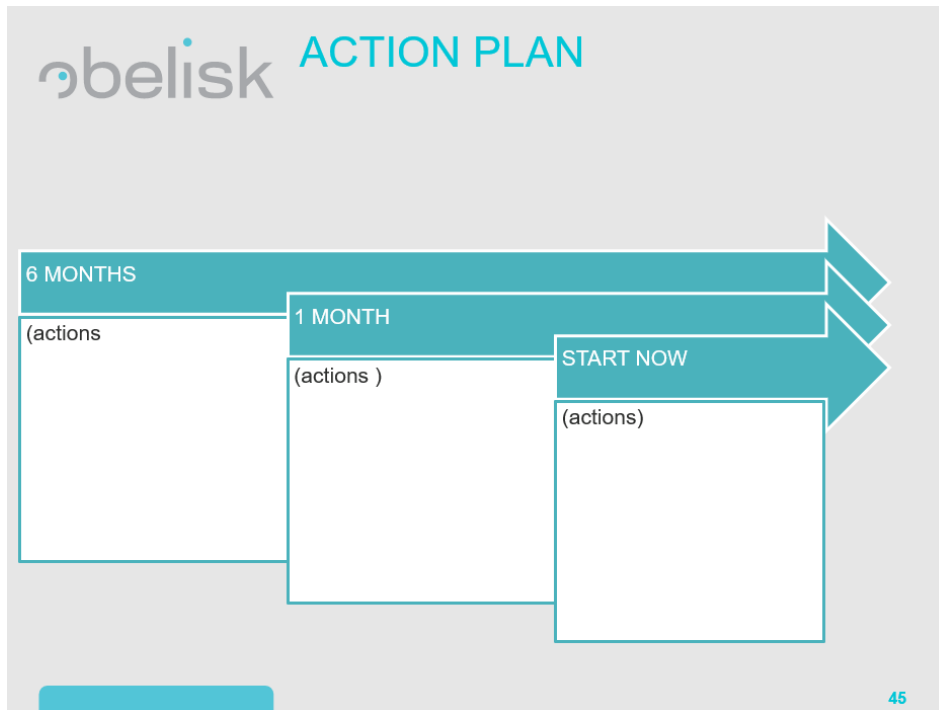 obelisk
ACTION PLAN
6 MONTHS
(actions
1 MONTH
(actions )
START NOW
(actions)
45